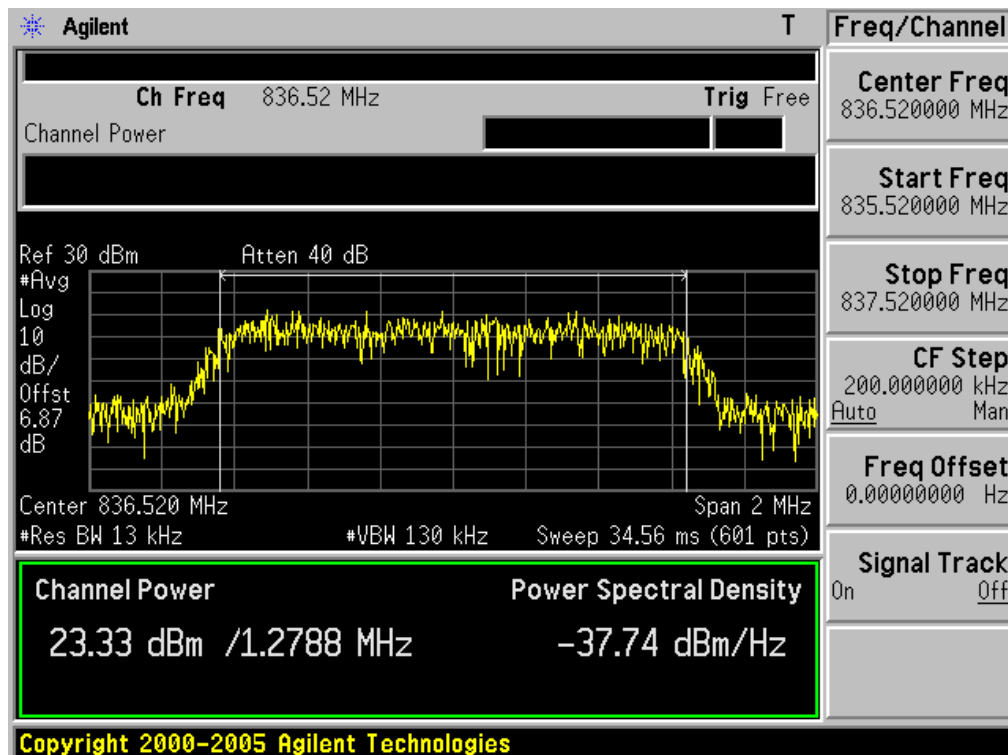 Agilent T
Freq/Channel
Ch Freq 836.52 MHz Trig Free
Channel Power
Ref 30 dBm Atten 40 dB
#Avg
Log
10
dB/
Offst
6.87
dB
Center 836.520 MHz Span 2 MHz
#Res BW 13 kHz #VBW 130 kHz Sweep 34.56 ms (601 pts)
Channel Power Power Spectral Density
23.33 dBm /1.2788 MHz -37.74 dBm/Hz
Center Freq
836.520000 MHz
Start Freq
835.520000 MHz
Stop Freq
837.520000 MHz
CF Step
200.000000 kHz
Auto Man
Freq Offset
0.00000000 Hz
Signal Track
On Off
Copyright 2000-2005 Agilent Technologies